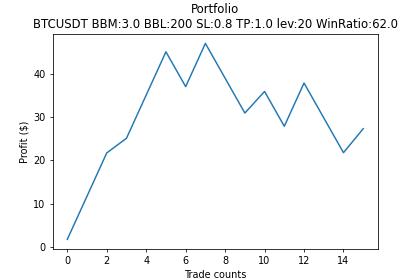 Portfolio
BTCUSDT BBM:3.0 BBL:200 SL:0.8 TP:1.0 lev:20 WinRatio:62.0
Profit ($)
40
30
20
10
0
0 2 4 6 8 10 12 14
Trade counts